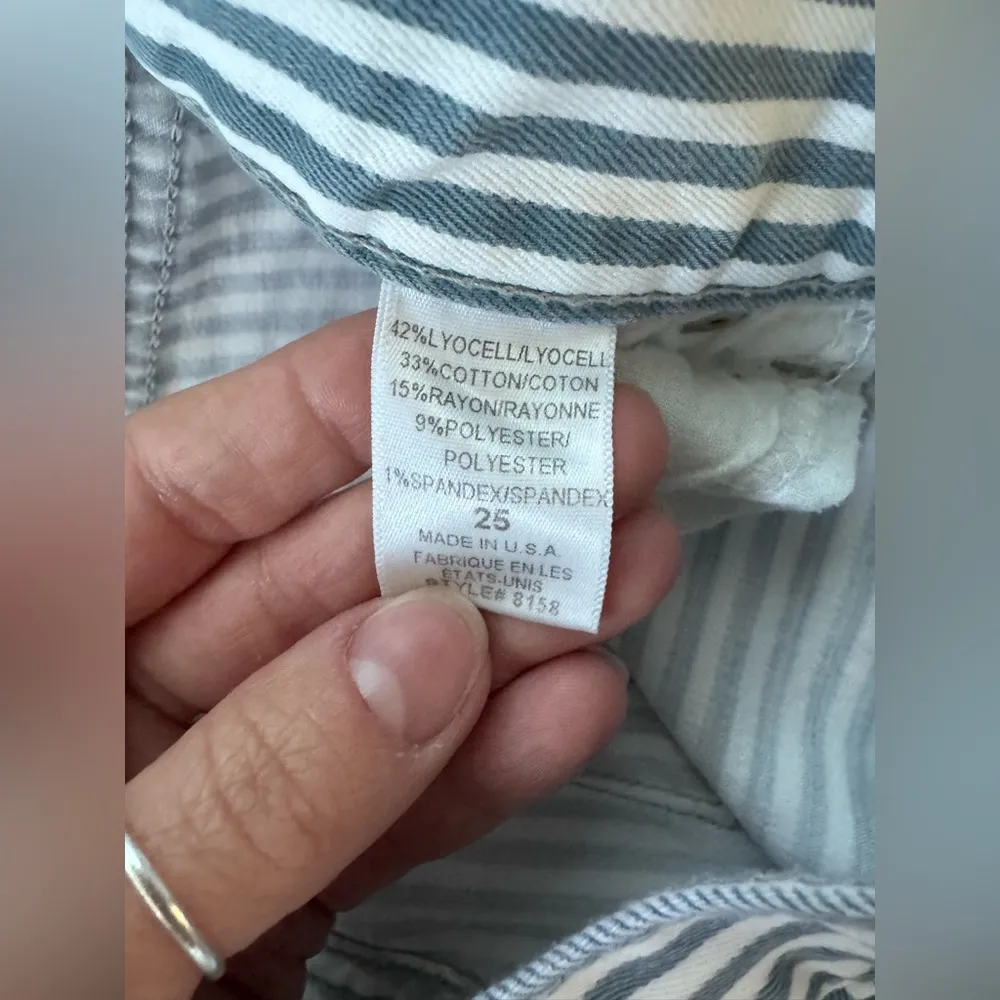 42%LYOCELL/LYOCELL
33%COTTON/COTON
15%RAYON/RAYONNE
9%POLYESTER/
POLYESTER
1%SPANDEX/SPANDEX
25
MADE IN U.S.A.
FABRIQUE EN LES
ÉTATS-UNIS
STYLE# 8158